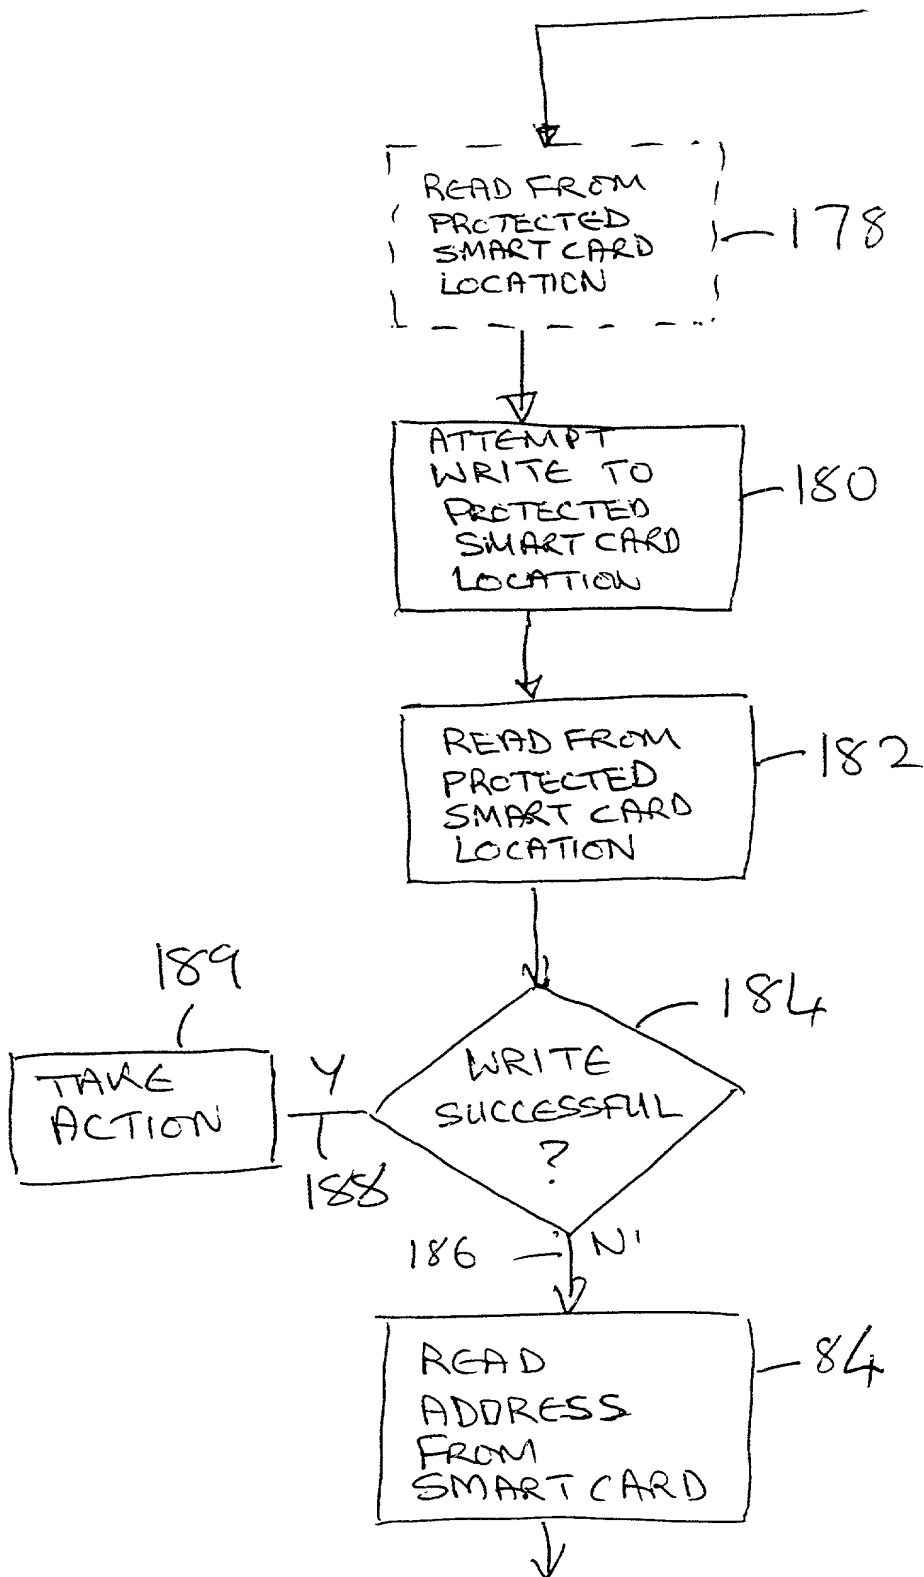 READ FROM
PROTECTED
SMART CARD
LOCATION
178
ATTEMPT
WRITE TO
PROTECTED
SMART CARD
LOCATION
180
READ FROM
PROTECTED
SMART CARD
LOCATION
182
189
184
TAKE
ACTION
Y
188
WRITE
SUCCESSFUL
?
186
N
READ
ADDRESS
FROM
SMART CARD
84